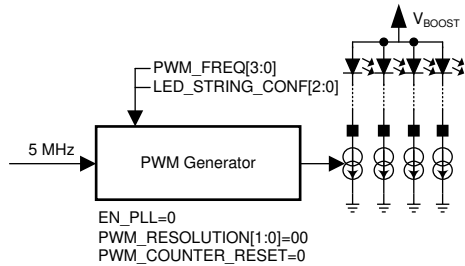 VBOOST
PWM_FREQ[3:0]
LED_STRING_CONF[2:0]
5 MHz
PWM Generator
EN_PLL=0
PWM_RESOLUTION[1:0]=00
PWM_COUNTER_RESET=0